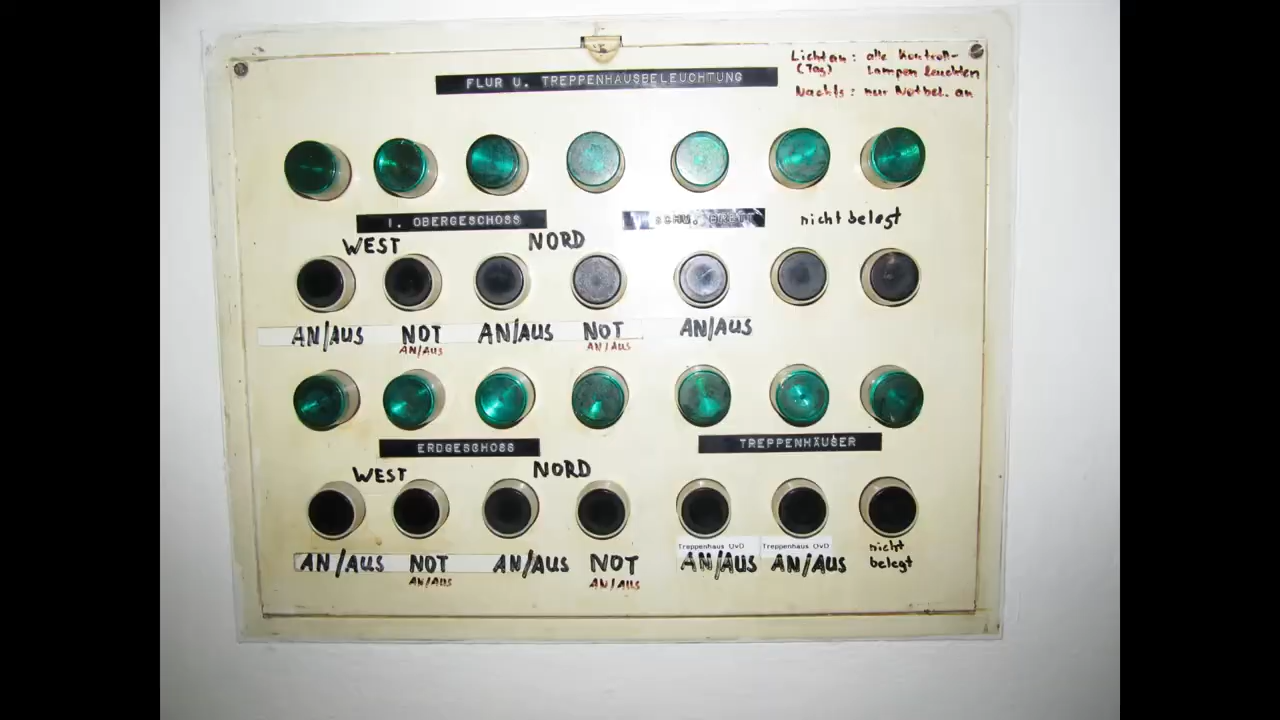 FLUR U. TREPPENHAUSBELEUCHTUNG
Licht an: alle Kontroll-
(Tag) Lampen leuchten
Nachts: nur Notbel. an
1. OBERGESCHOSS
nicht belegt
WEST NORD
AN/AUS NOT AN/AUS NOT AN/AUS
AN/AUS AN/AUS
ERDGESCHOSS TREPPENHÄUSER
WEST NORD
Treppenhaus UvD Treppenhaus OvD nicht
AN/AUS NOT AN/AUS NOT AN/AUS AN/AUS belegt
AN/AUS AN/AUS